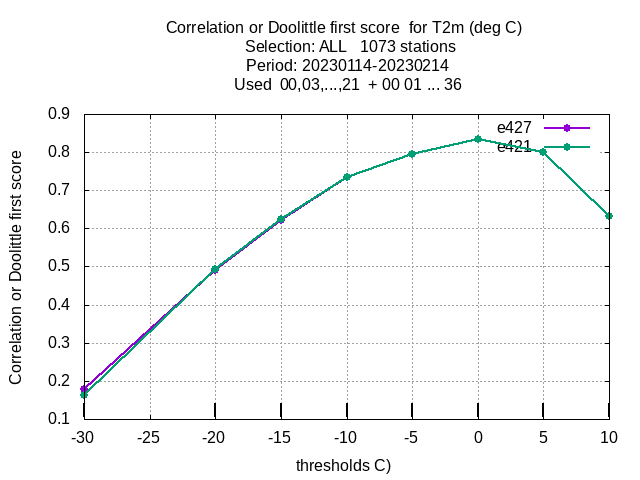 Correlation or Doolittle first score  for T2m (deg C)
Selection: ALL   1073 stations
Period: 20230114-20230214
Used  00,03,...,21  + 00 01 ... 36
Correlation or Doolittle first score
0.9
0.8
0.7
0.6
0.5
0.4
0.3
0.2
0.1
e427
e421
-30 -25 -20 -15 -10 -5 0 5 10
thresholds C)